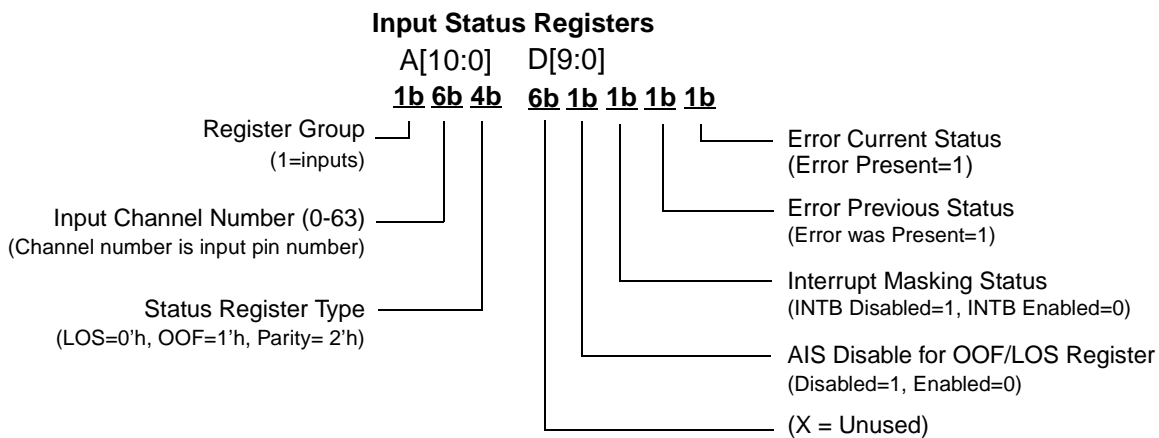 Input Status Registers
A[10:0] D[9:0]
1b 6b 4b 6b 1b 1b 1b 1b
Register Group
(1=inputs)
Input Channel Number (0-63)
(Channel number is input pin number)
Status Register Type
(LOS=0'h, OOF=1'h, Parity= 2'h)
Error Current Status
(Error Present=1)
Error Previous Status
(Error was Present=1)
Interrupt Masking Status
(INTB Disabled=1, INTB Enabled=0)
AIS Disable for OOF/LOS Register
(Disabled=1, Enabled=0)
(X = Unused)